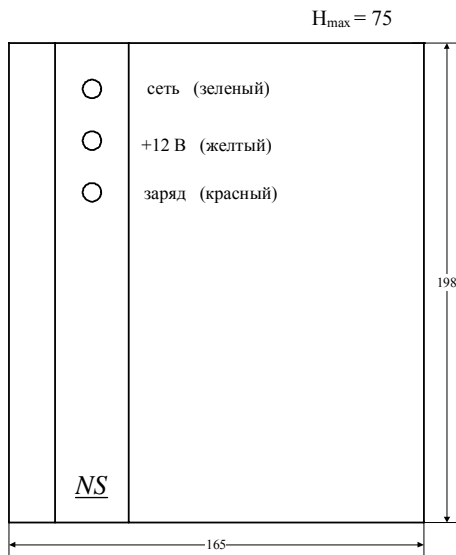 Hmax = 75
сеть (зеленый)
+12 В (желтый)
заряд (красный)
198
NS
165